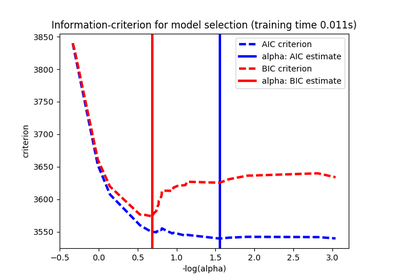 Information-criterion for model selection (training time 0.011s)
3850
3800
3750
3700
3650
3600
3550
criterion
AIC criterion
alpha: AIC estimate
BIC criterion
alpha: BIC estimate
−0.5 0.0 0.5 1.0 1.5 2.0 2.5 3.0
-log(alpha)